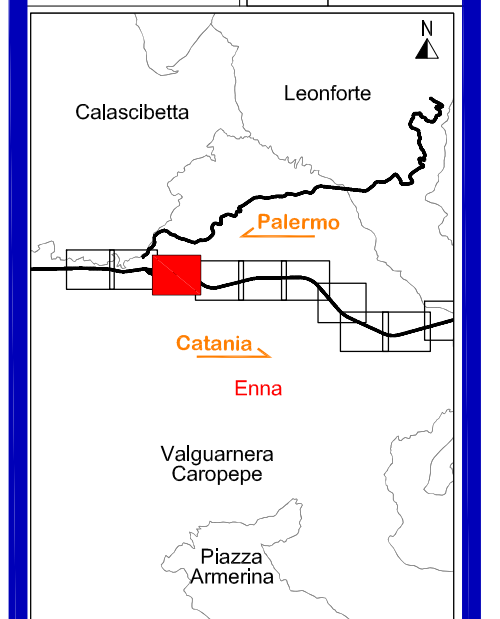 N
Leonforte
Calascibetta
Palermo
Catania
Enna
Valguarnera
Caropepe
Piazza
Armerina